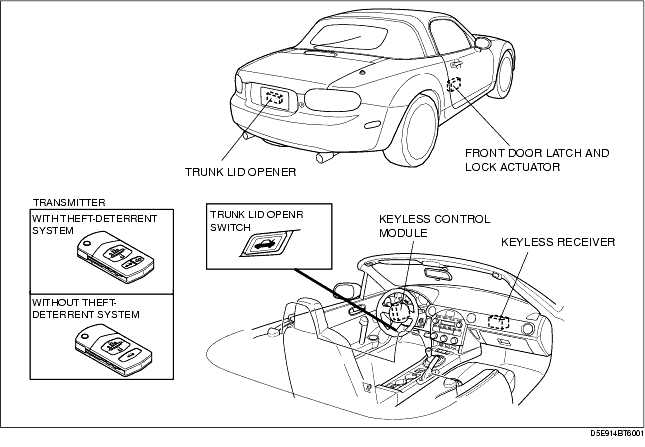 TRUNK LID OPENER
FRONT DOOR LATCH AND
LOCK ACTUATOR
TRANSMITTER
WITH THEFT-DETERRENT
SYSTEM
WITHOUT THEFT-
DETERRENT SYSTEM
TRUNK LID OPENR
SWITCH
KEYLESS CONTROL
MODULE
KEYLESS RECEIVER
D5E914BT6001